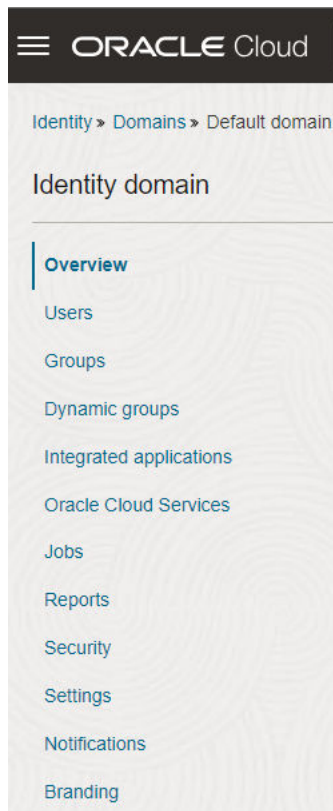 ORACLE Cloud
Identity » Domains » Default domain
Identity domain
Overview
Users
Groups
Dynamic groups
Integrated applications
Oracle Cloud Services
Jobs
Reports
Security
Settings
Notifications
Branding